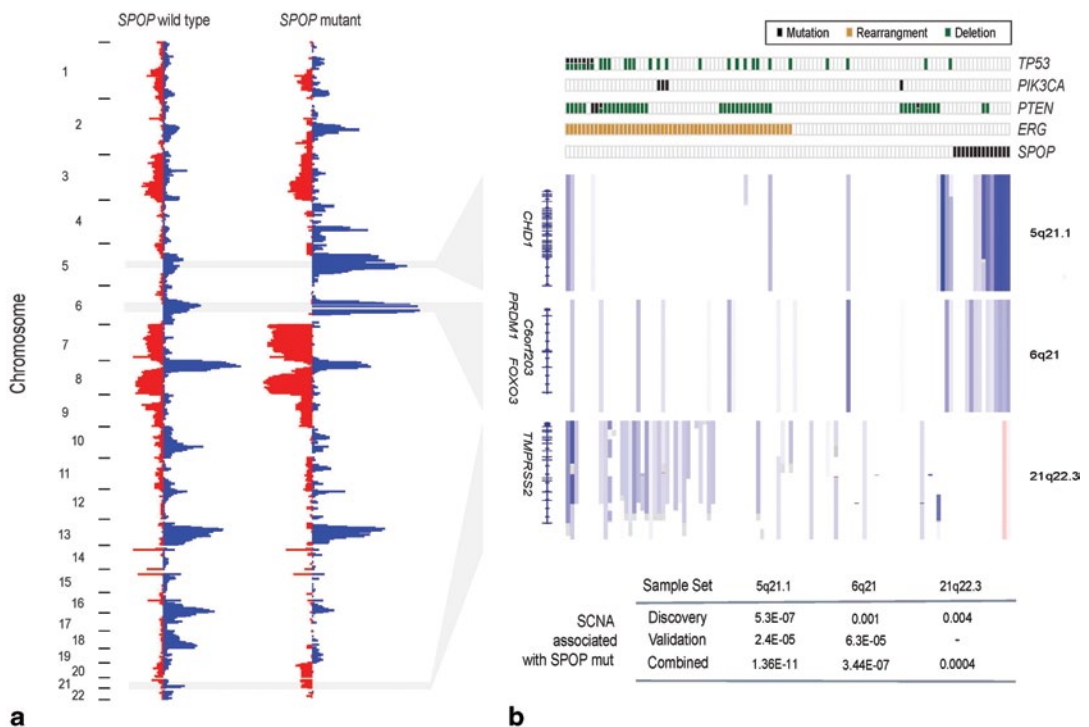 SPOP wild type
SPOP mutant
Chromosome
1
2
3
4
5
6
7
8
9
10
11
12
13
14
15
16
17
18
19
20
21
22
a
Mutation
Rearrangment
Deletion
TP53
PIK3CA
PTEN
ERG
SPOP
CHD1
5q21.1
PRDM1
C6orf203
FOXO3
6q21
TMPRSS2
21q22.3
SCNA
associated
with SPOP mut
Sample Set 5q21.1 6q21 21q22.3
Discovery 5.3E-07 0.001 0.004
Validation 2.4E-05 6.3E-05 -
Combined 1.36E-11 3.44E-07 0.0004
b